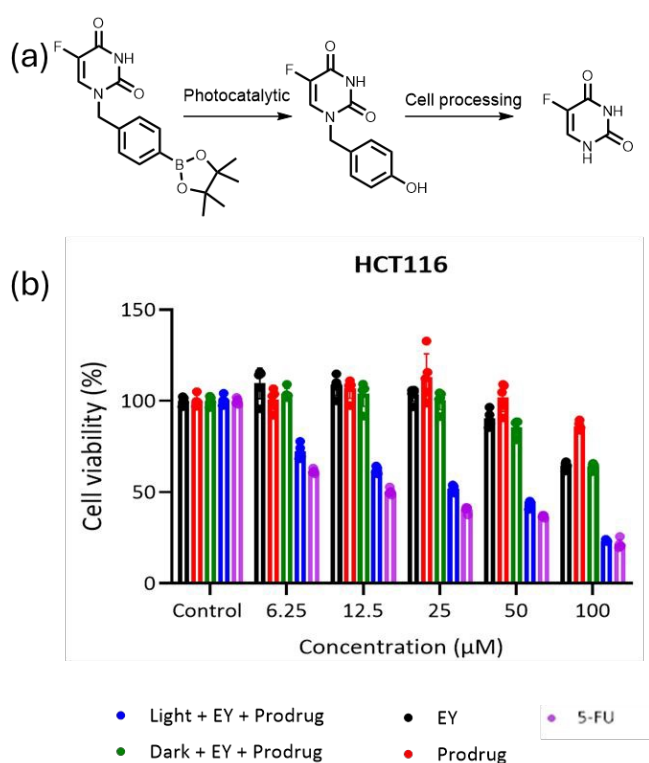 (a)
F
O
NH
N
O
B
O
O
Photocatalytic
F
O
NH
N
O
OH
Cell processing
F
O
NH
N
H
O
(b)
HCT116
Cell viability (%)
150
100
50
0
Control 6.25 12.5 25 50 100
Concentration (μM)
Light + EY + Prodrug EY 5-FU
Dark + EY + Prodrug Prodrug